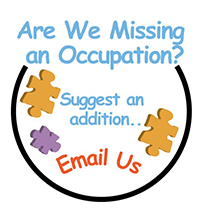 Are We Missing
an Occupation?
Suggest an
addition..
Email Us